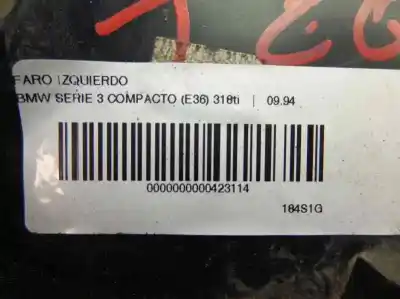 FARO IZQUIERDO
BMW SERIE 3 COMPACTO (E36) 318ti | 09.94
0000000000423114
184S1G